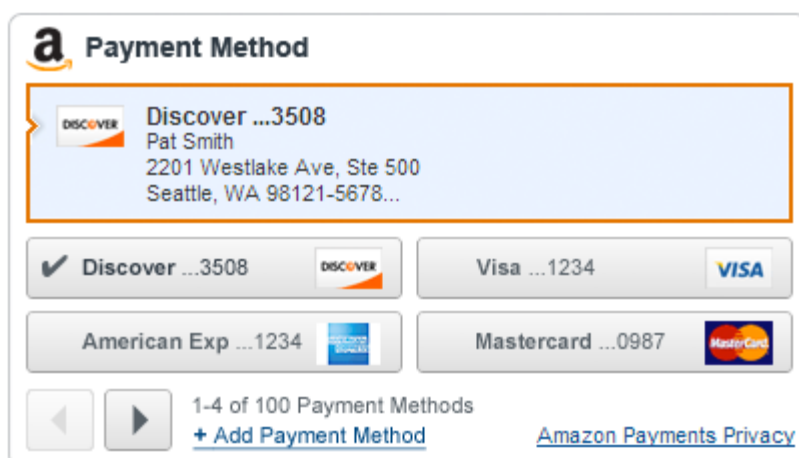 a Payment Method
DISCOVER Discover ...3508
Pat Smith
2201 Westlake Ave, Ste 500
Seattle, WA 98121-5678...
Discover ...3508 DISCOVER
Visa ...1234 VISA
American Exp ...1234 AMERICAN EXPRESS
Mastercard ...0987 MasterCard
1-4 of 100 Payment Methods
+ Add Payment Method
Amazon Payments Privacy